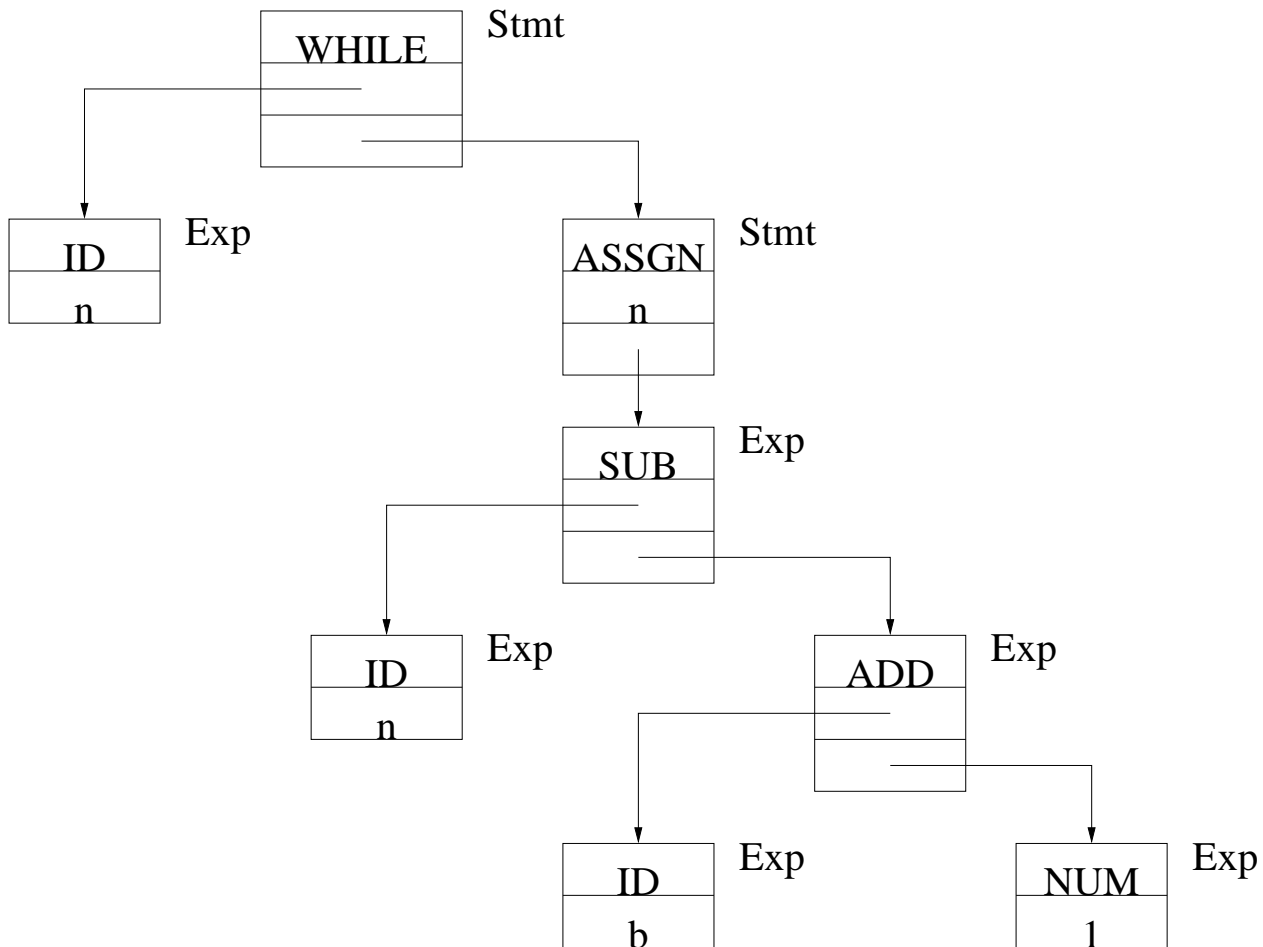 WHILE
Stmt
ID
n
Exp
ASSGN
n
Stmt
SUB
Exp
ID
n
Exp
ADD
Exp
ID
b
Exp
NUM
1
Exp